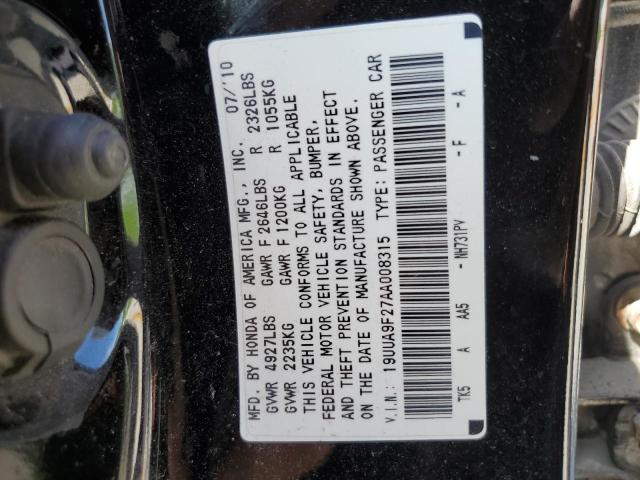 MFD. BY HONDA OF AMERICA MFG., INC. 07/'10
GVWR 4927LBS GAWR F 2646LBS R 2326LBS
GVWR 2235KG GAWR F 1200KG R 1055KG
THIS VEHICLE CONFORMS TO ALL APPLICABLE
FEDERAL MOTOR VEHICLE SAFETY, BUMPER,
AND THEFT PREVENTION STANDARDS IN EFFECT
ON THE DATE OF MANUFACTURE SHOWN ABOVE.
V.I.N.: 19UUA9F27AA008315 TYPE: PASSENGER CAR
TK5 A AA5 -NH731PV -F -A